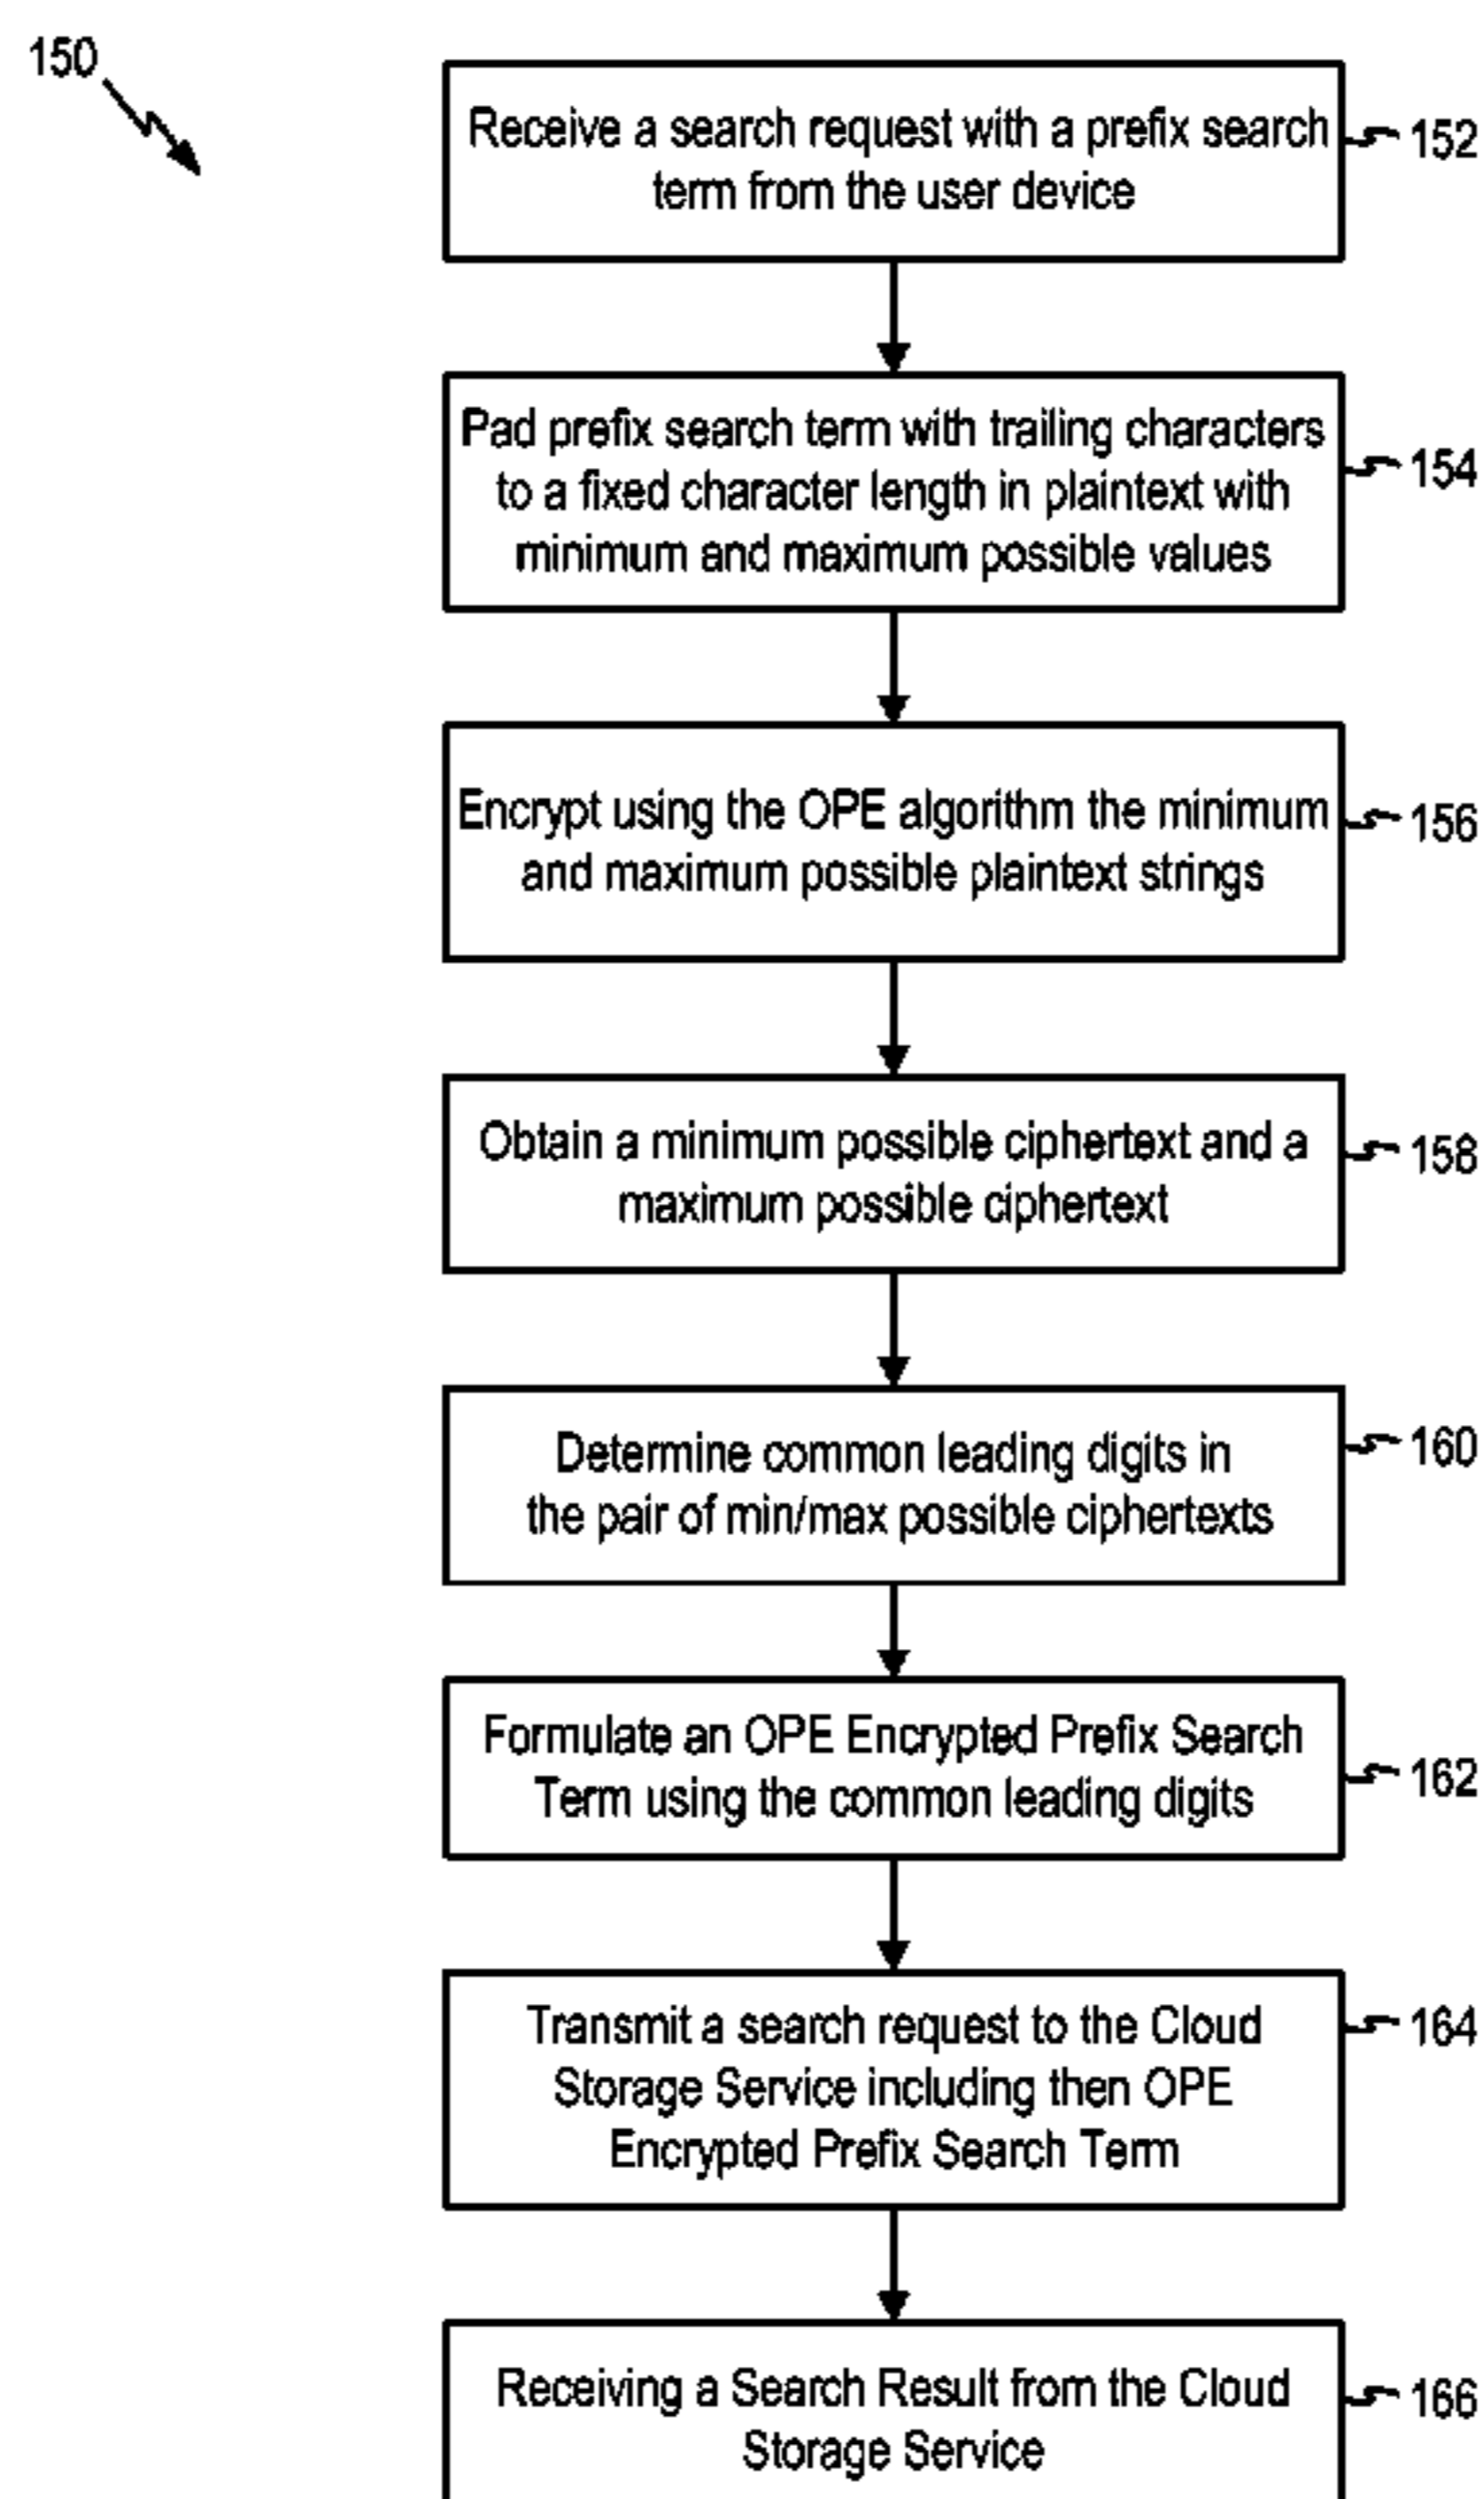 150
Receive a search request with a prefix search
term from the user device
152
Pad prefix search term with trailing characters
to a fixed character length in plaintext with
minimum and maximum possible values
154
Encrypt using the OPE algorithm the minimum
and maximum possible plaintext strings
156
Obtain a minimum possible ciphertext and a
maximum possible ciphertext
158
Determine common leading digits in
the pair of min/max possible ciphertexts
160
Formulate an OPE Encrypted Prefix Search
Term using the common leading digits
162
Transmit a search request to the Cloud
Storage Service including then OPE
Encrypted Prefix Search Term
164
Receiving a Search Result from the Cloud
Storage Service
166